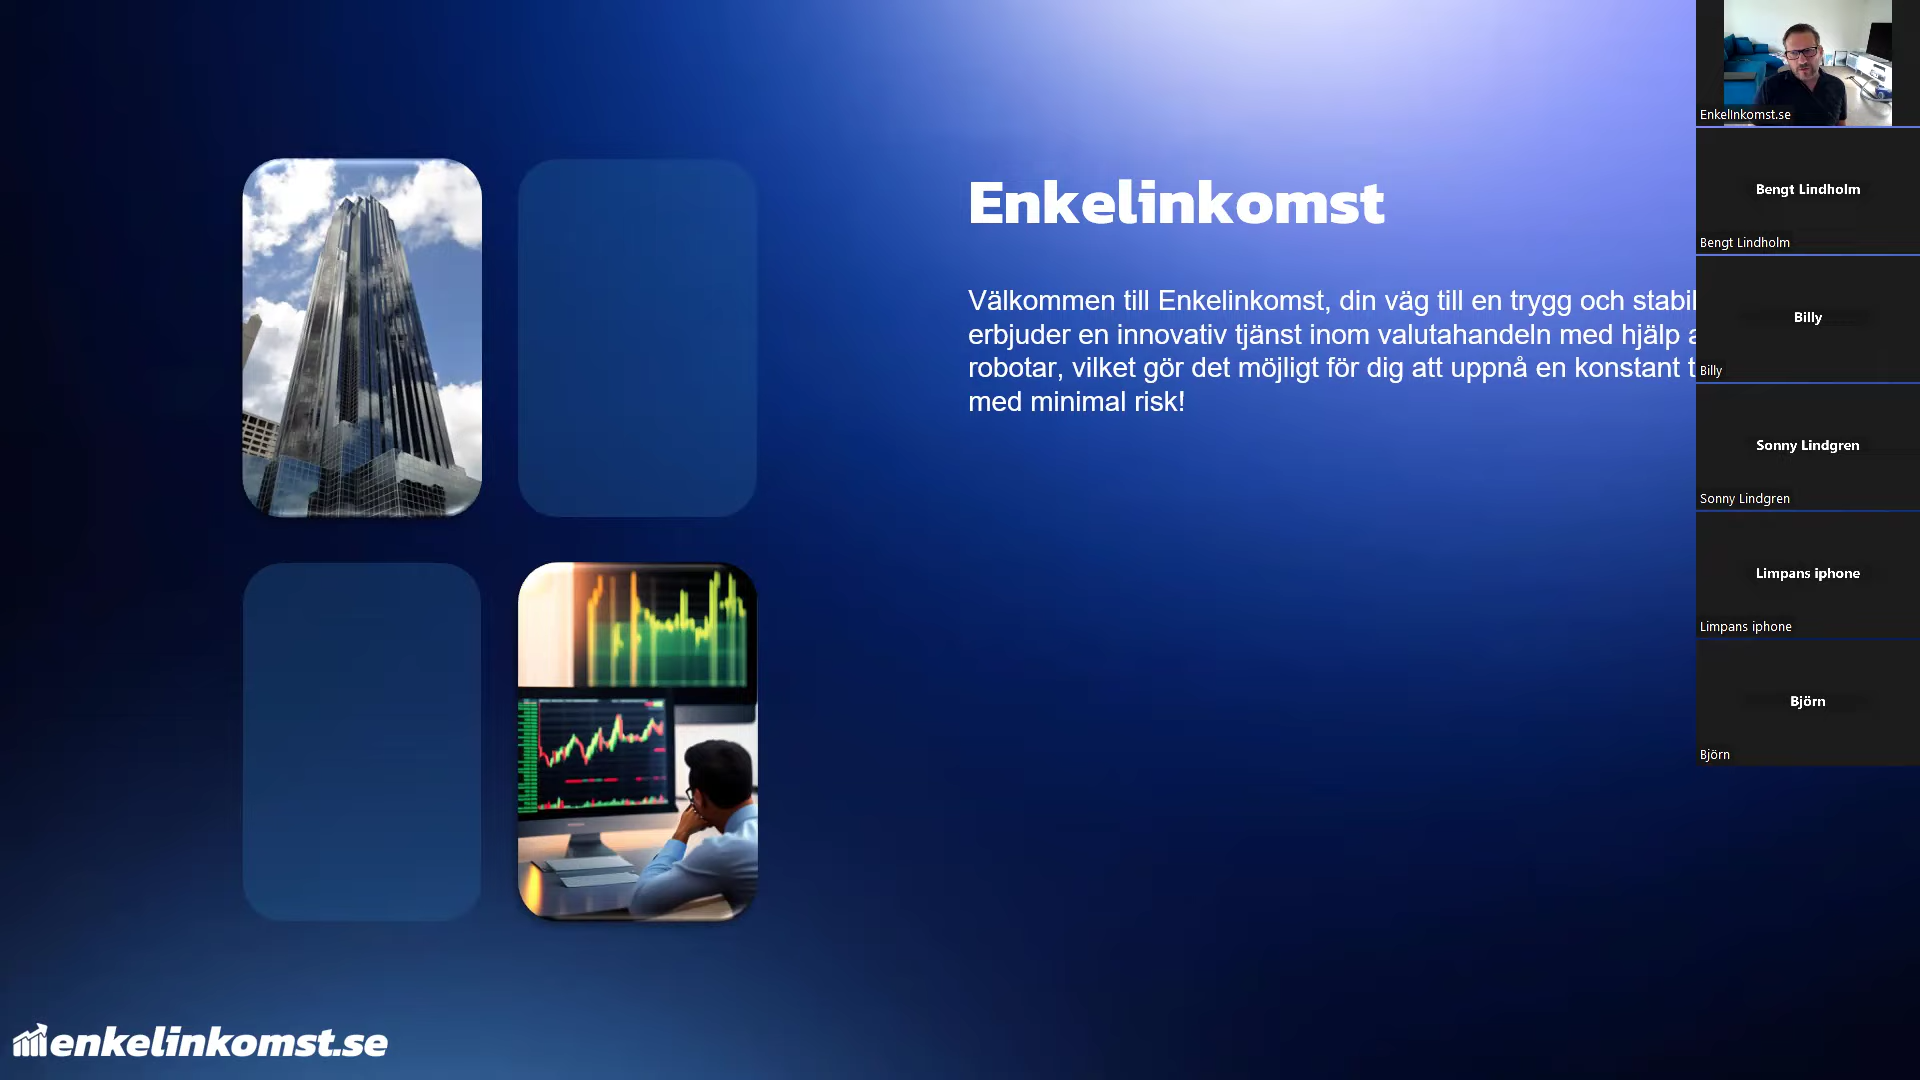 Enkelinkomst
Välkommen till Enkelinkomst, din väg till en trygg och stabil
erbjuder en innovativ tjänst inom valutahandeln med hjälp
robotar, vilket gör det möjligt för dig att uppnå en konstant
med minimal risk!
enkelinkomst.se
EnkelInkomst.se
Bengt Lindholm
Bengt Lindholm
Billy
Billy
Sonny Lindgren
Sonny Lindgren
Limpans iphone
Limpans iphone
Björn
Björn